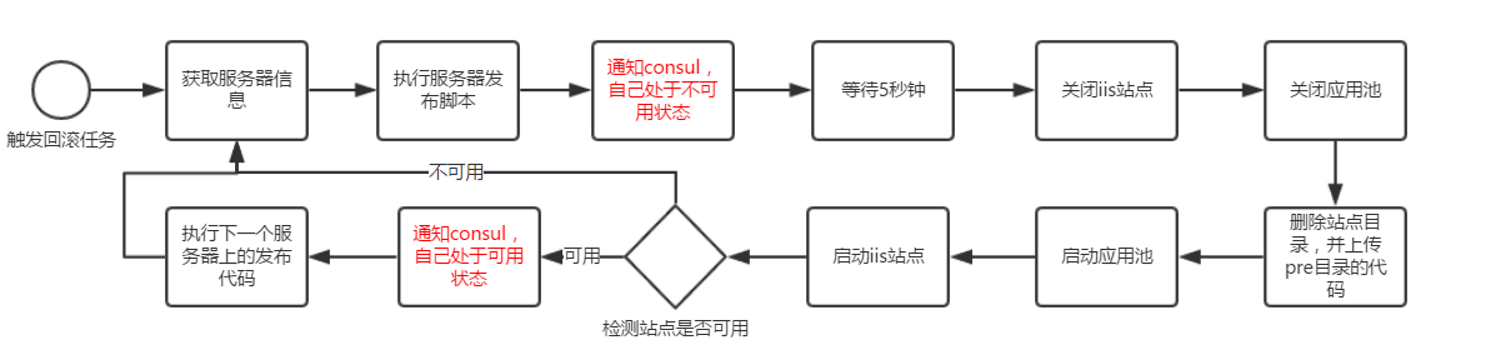 触发回滚任务
获取服务器信
息
执行服务器发
布脚本
通知consul，
自己处于不可
用状态
等待5秒钟
关闭iis站点
关闭应用池
删除站点目
录，并上传
pre目录的代
码
启动应用池
启动iis站点
检测站点是否可用
不可用
可用
通知consul，
自己处于可用
状态
执行下一个服
务器上的发布
代码